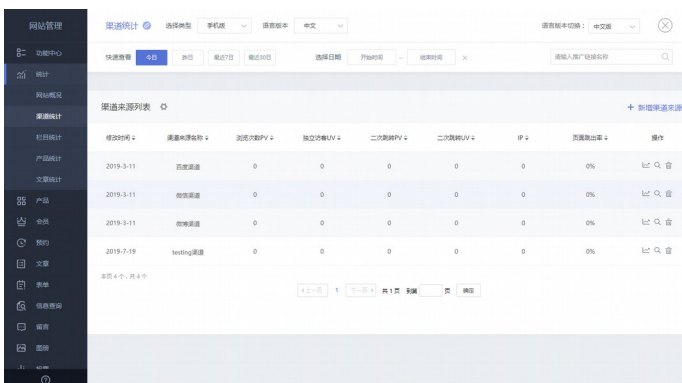 网站管理
功能中心
统计
网站概况
渠道统计
栏目统计
产品统计
文章统计
产品
会员
预约
文章
表单
信息查询
留言
图册
渠道统计 选择类型 手机版 语言版本 中文 语言版本切换: 中文版
快速查看 今日 昨日 最近7日 最近30日 选择日期 开始时间 - 结束时间 × 请输入推广链接名称
渠道来源列表 + 新增渠道来源
修改时间 渠道来源名称 浏览次数PV 独立访客UV 二次跳转PV 二次跳转UV IP 页面跳出率 操作
2019-3-11 百度渠道 0 0 0 0 0 0%
2019-3-11 微信渠道 0 0 0 0 0 0%
2019-3-11 微博渠道 0 0 0 0 0 0%
2019-7-19 testing渠道 0 0 0 0 0 0%
本页4个,共4个
上一页 1 下一页 共1页 到第 页 确定